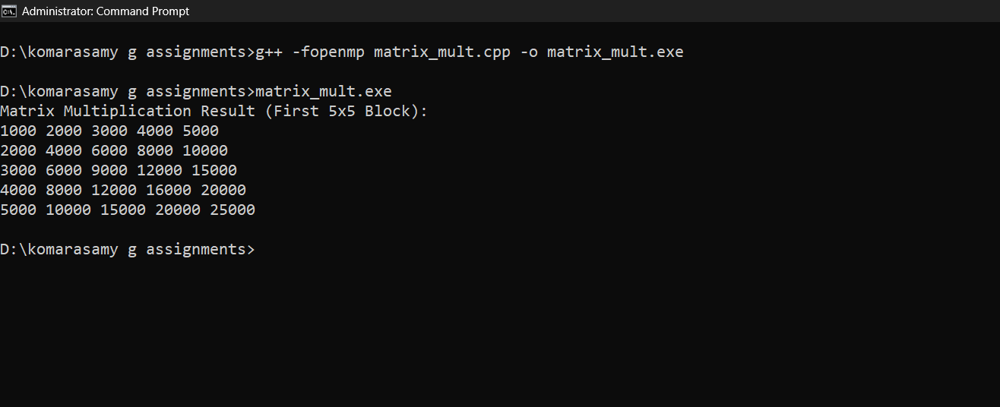 Administrator: Command Prompt
D:\komarasamy g assignments>g++ -fopenmp matrix_mult.cpp -o matrix_mult.exe
D:\komarasamy g assignments>matrix_mult.exe
Matrix Multiplication Result (First 5x5 Block):
1000 2000 3000 4000 5000
2000 4000 6000 8000 10000
3000 6000 9000 12000 15000
4000 8000 12000 16000 20000
5000 10000 15000 20000 25000
D:\komarasamy g assignments>